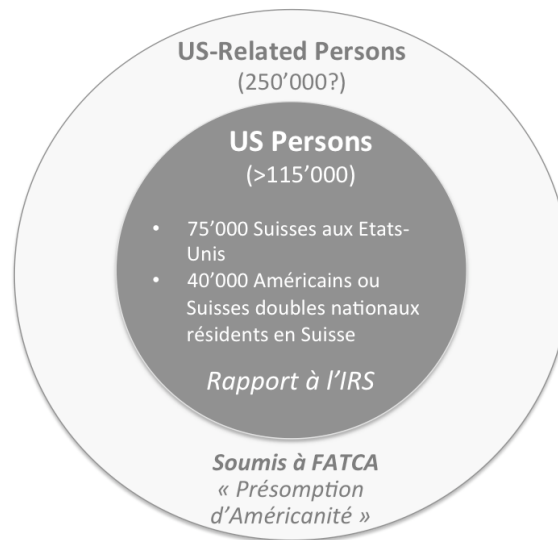 US-Related Persons
(250’000?)
US Persons
(>115’000)
• 75’000 Suisses aux Etats-
Unis
• 40’000 Américains ou
Suisses doubles nationaux
résidents en Suisse
Rapport à l’IRS
Soumis à FATCA
« Présomption
d’Américanité »